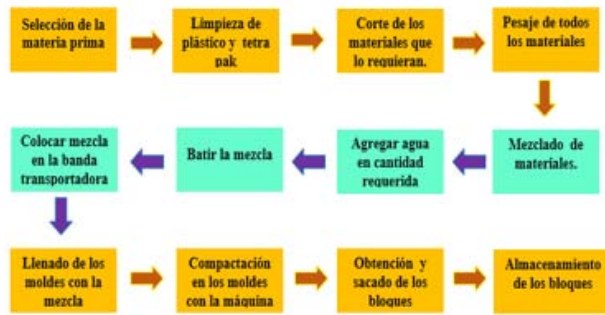 Selección de la
materia prima
Limpieza de
plástico y tetra
pak
Corte de los
materiales que
lo requieran.
Pesaje de todos
los materiales
Mezclado de
materiales.
Agregar agua
en cantidad
requerida
Batir la mezcla
Colocar mezcla
en la banda
transportadora
Llenado de los
moldes con la
mezcla
Compactación
en los moldes
con la máquina
Obtención y
sacado de los
bloques
Almacenamiento
de los bloques